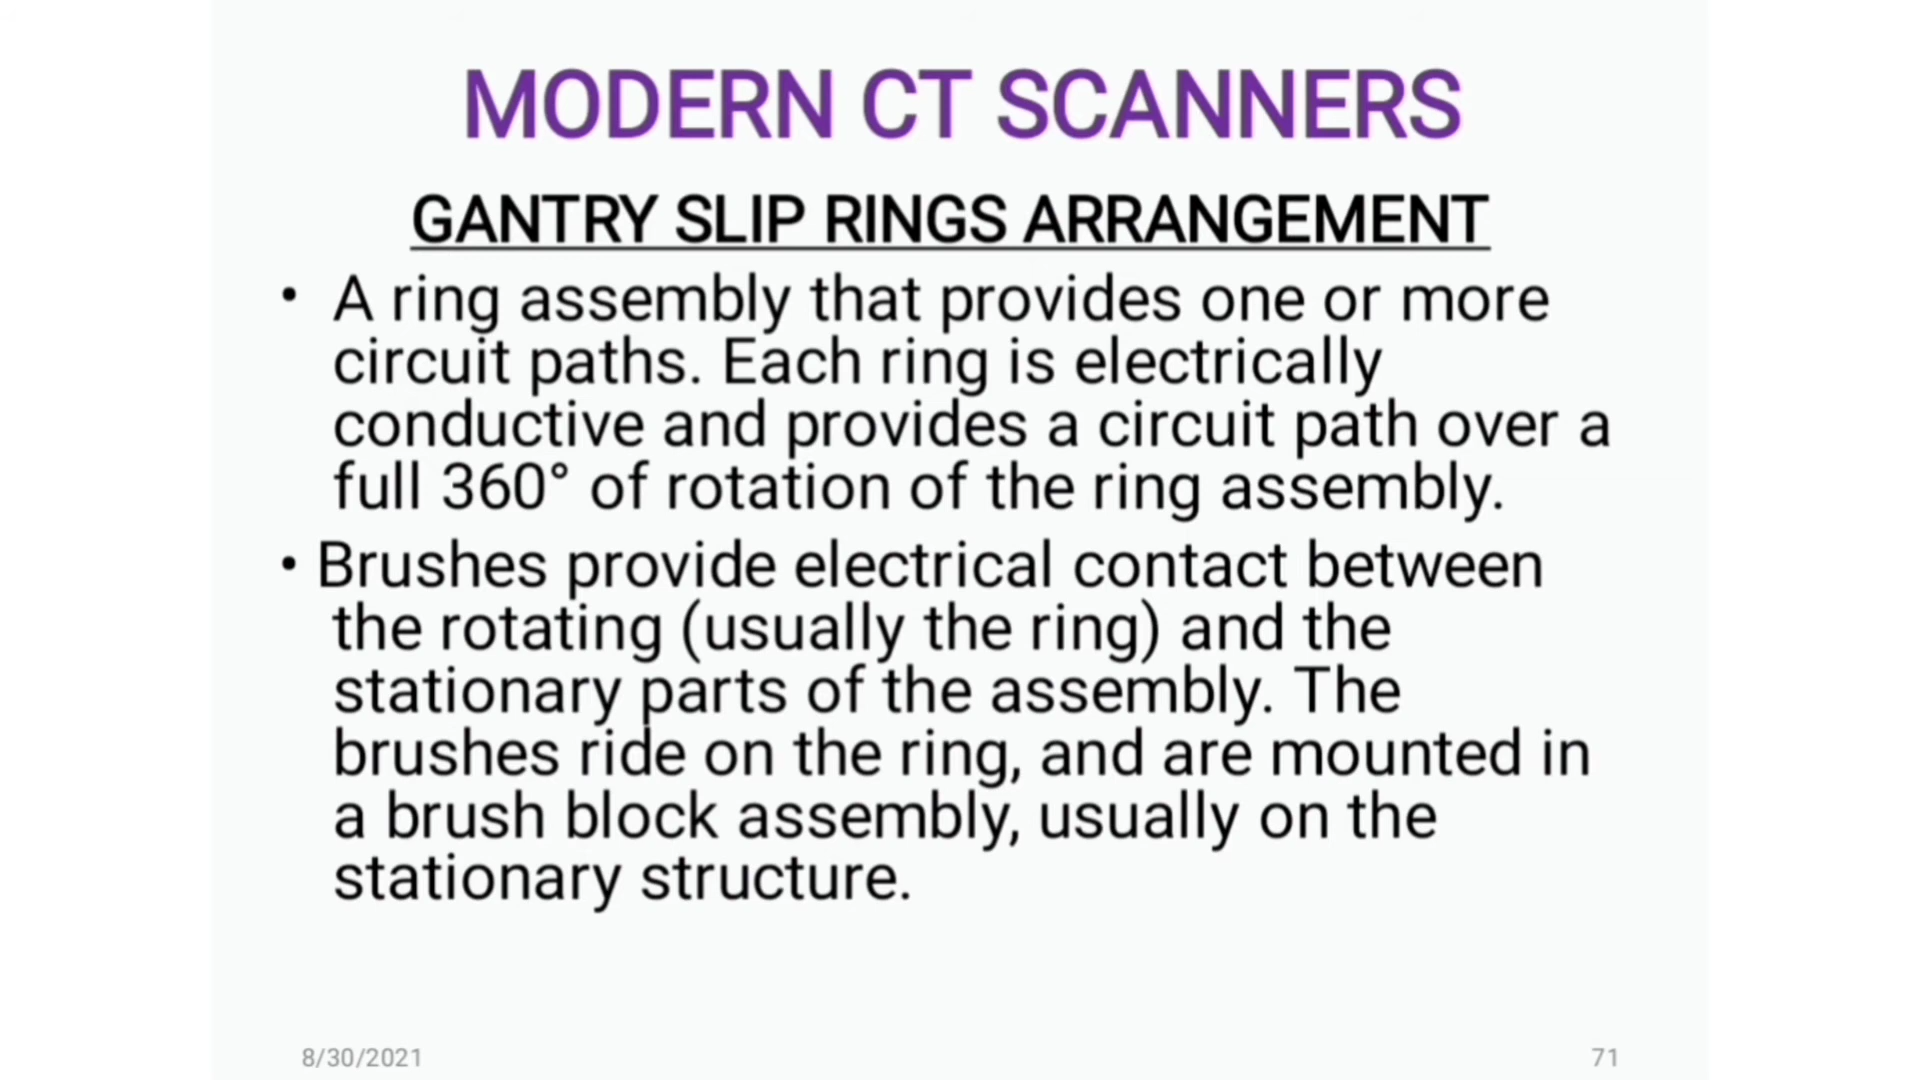 MODERN CT SCANNERS
GANTRY SLIP RINGS ARRANGEMENT
• A ring assembly that provides one or more
circuit paths. Each ring is electrically
conductive and provides a circuit path over a
full 360° of rotation of the ring assembly.
• Brushes provide electrical contact between
the rotating (usually the ring) and the
stationary parts of the assembly. The
brushes ride on the ring, and are mounted in
a brush block assembly, usually on the
stationary structure.
8/30/2021
71